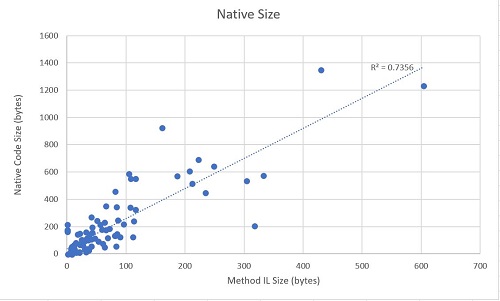 Native Size
1600
1400
1200
1000
800
600
400
200
0
R² = 0.7356
0 100 200 300 400 500 600 700
Native Code Size (bytes)
Method IL Size (bytes)